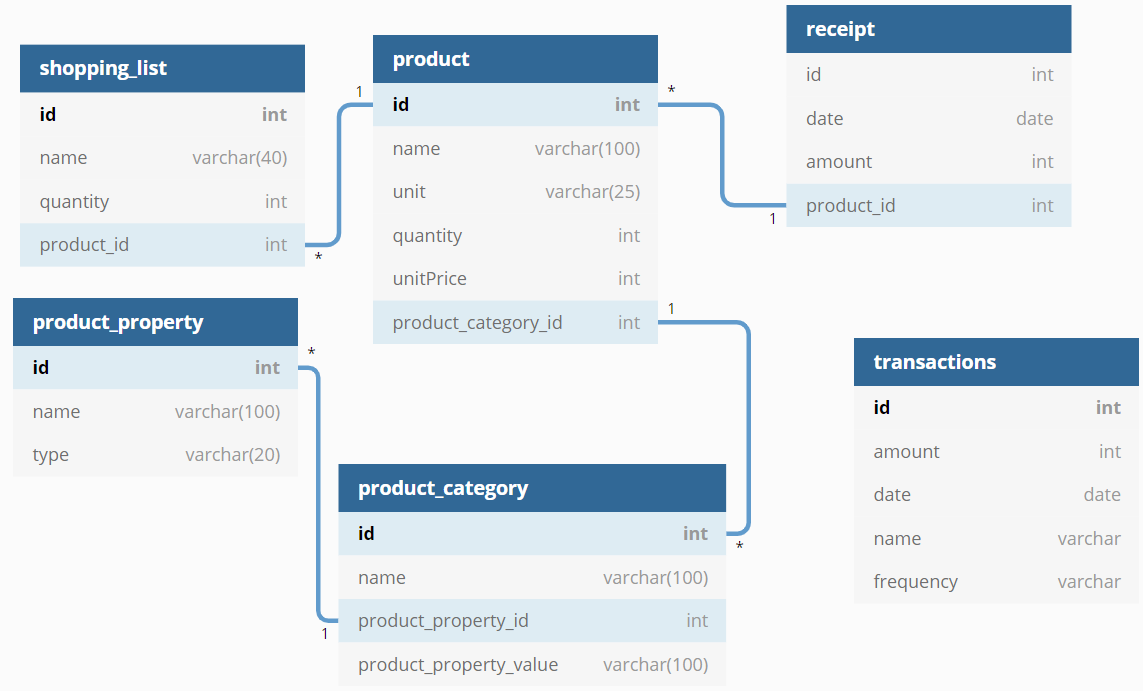 shopping_list
id int
name varchar(40)
quantity int
product_id int
*
1
product
id int
name varchar(100)
unit varchar(25)
quantity int
unitPrice int
product_category_id int
*
1
receipt
id int
date date
amount int
product_id int
1
product_property
id int
name varchar(100)
type varchar(20)
*
1
product_category
id int
name varchar(100)
product_property_id int
product_property_value varchar(100)
*
transactions
id int
amount int
date date
name varchar
frequency varchar